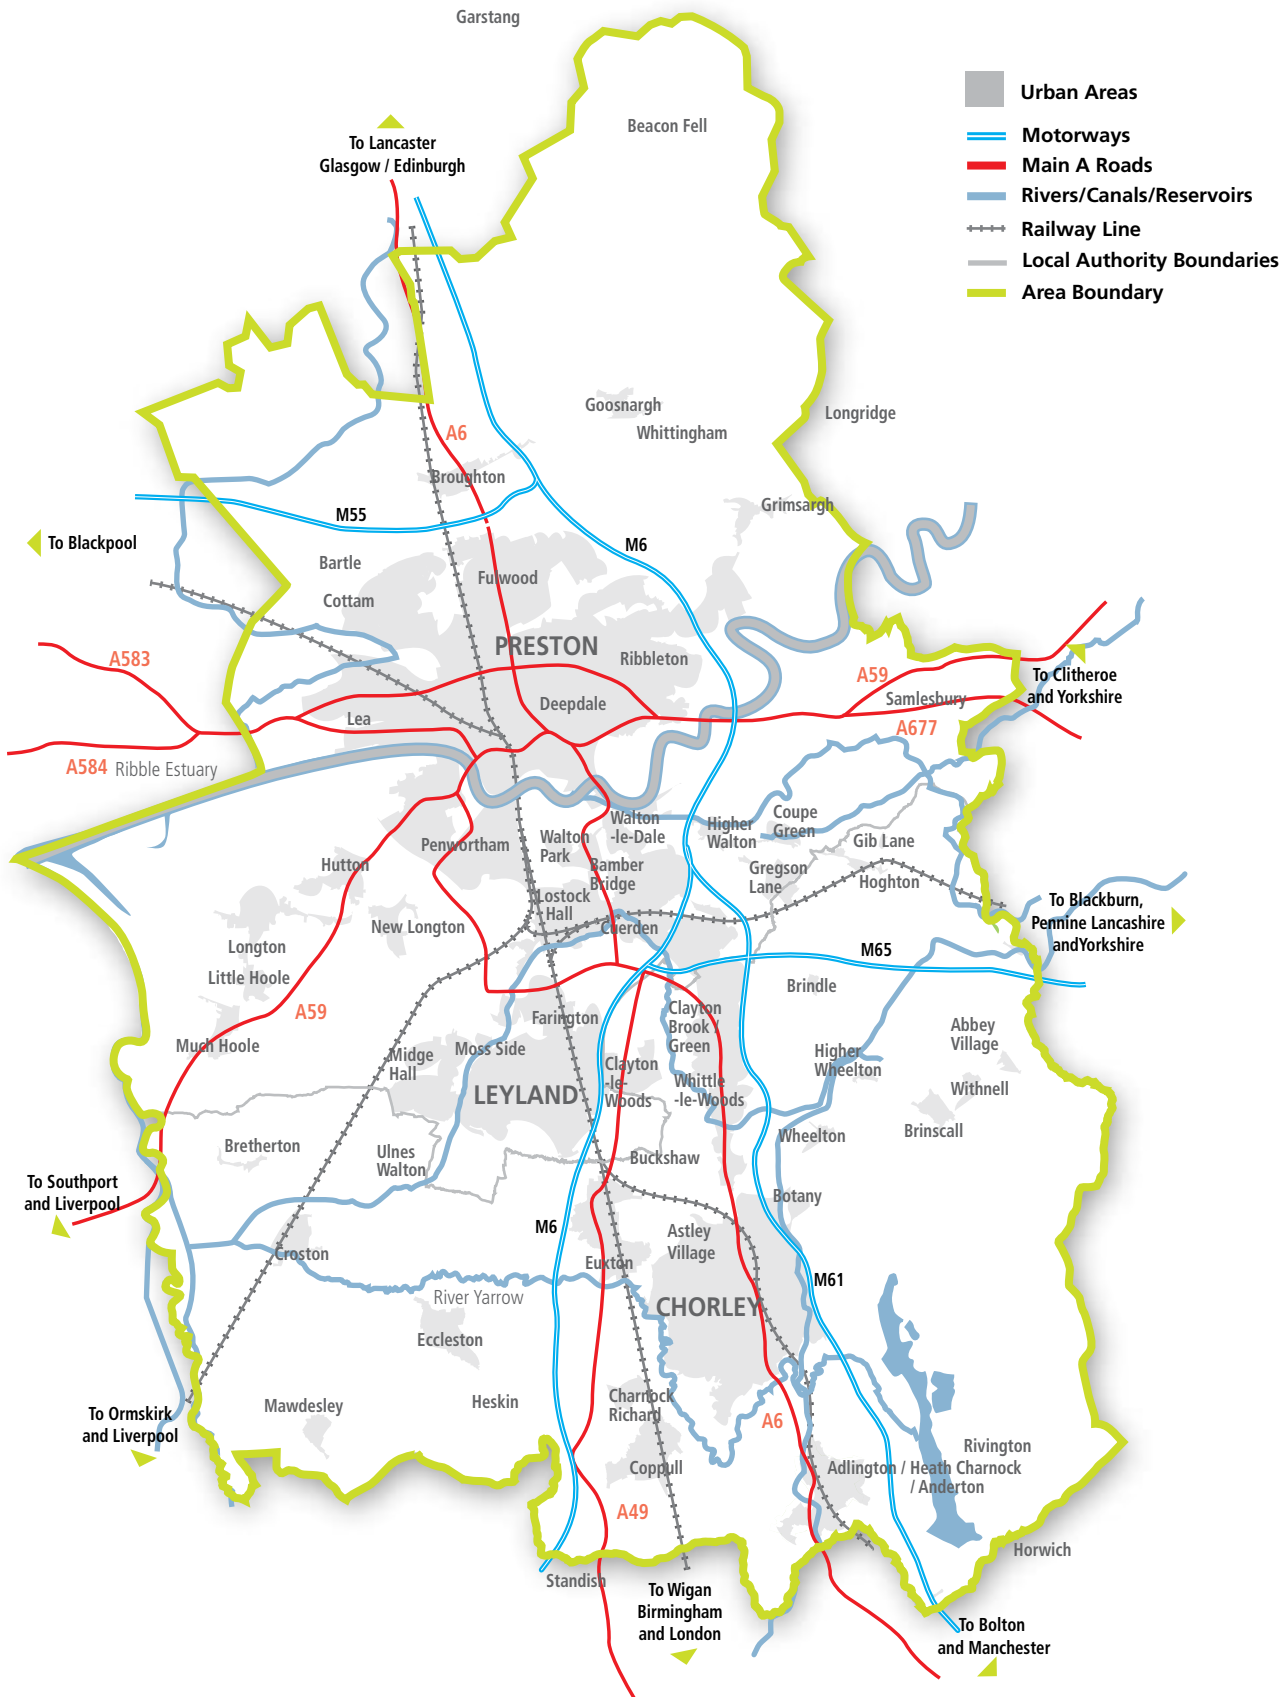 Garstang
Urban Areas
Motorways
Main A Roads
Rivers/Canals/Reservoirs
Railway Line
Local Authority Boundaries
Area Boundary
Beacon Fell
To Lancaster
Glasgow / Edinburgh
Goosnargh
Whittingham
Longridge
A6
Broughton
Grimsargh
M55
M6
To Blackpool
Bartle
Cottam
Fulwood
PRESTON
Ribbleton
A583
A59
To Clitheroe
and Yorkshire
Samlesbury
Deepdale
Lea
A677
A584
Ribble Estuary
Walton
-le-Dale
Higher
Walton
Coupe
Green
Gib Lane
Penwortham
Walton
Park
Bamber
Bridge
Gregson
Lane
Hoghton
Hutton
Lostock
Hall
Cuerden
New Longton
Longton
To Blackburn,
Pennine Lancashire
andYorkshire
M65
Little Hoole
Brindle
A59
Farington
Clayton
Brook /
Green
Abbey
Village
Much Hoole
Midge
Hall
Moss Side
Clayton
-le-
Woods
Higher
Wheelton
Whittle
-le-Woods
Withnell
LEYLAND
Brinscall
Wheelton
Bretherton
Ulnes
Walton
Buckshaw
To Southport
and Liverpool
Botany
M6
Astley
Village
Croston
Euxton
M61
River Yarrow
CHORLEY
Eccleston
Heskin
Charnock
Richard
Mawdesley
To Ormskirk
and Liverpool
A6
Rivington
Coppull
Adlington / Heath Charnock
/ Anderton
A49
Horwich
Standish
To Wigan
Birmingham
and London
To Bolton
and Manchester